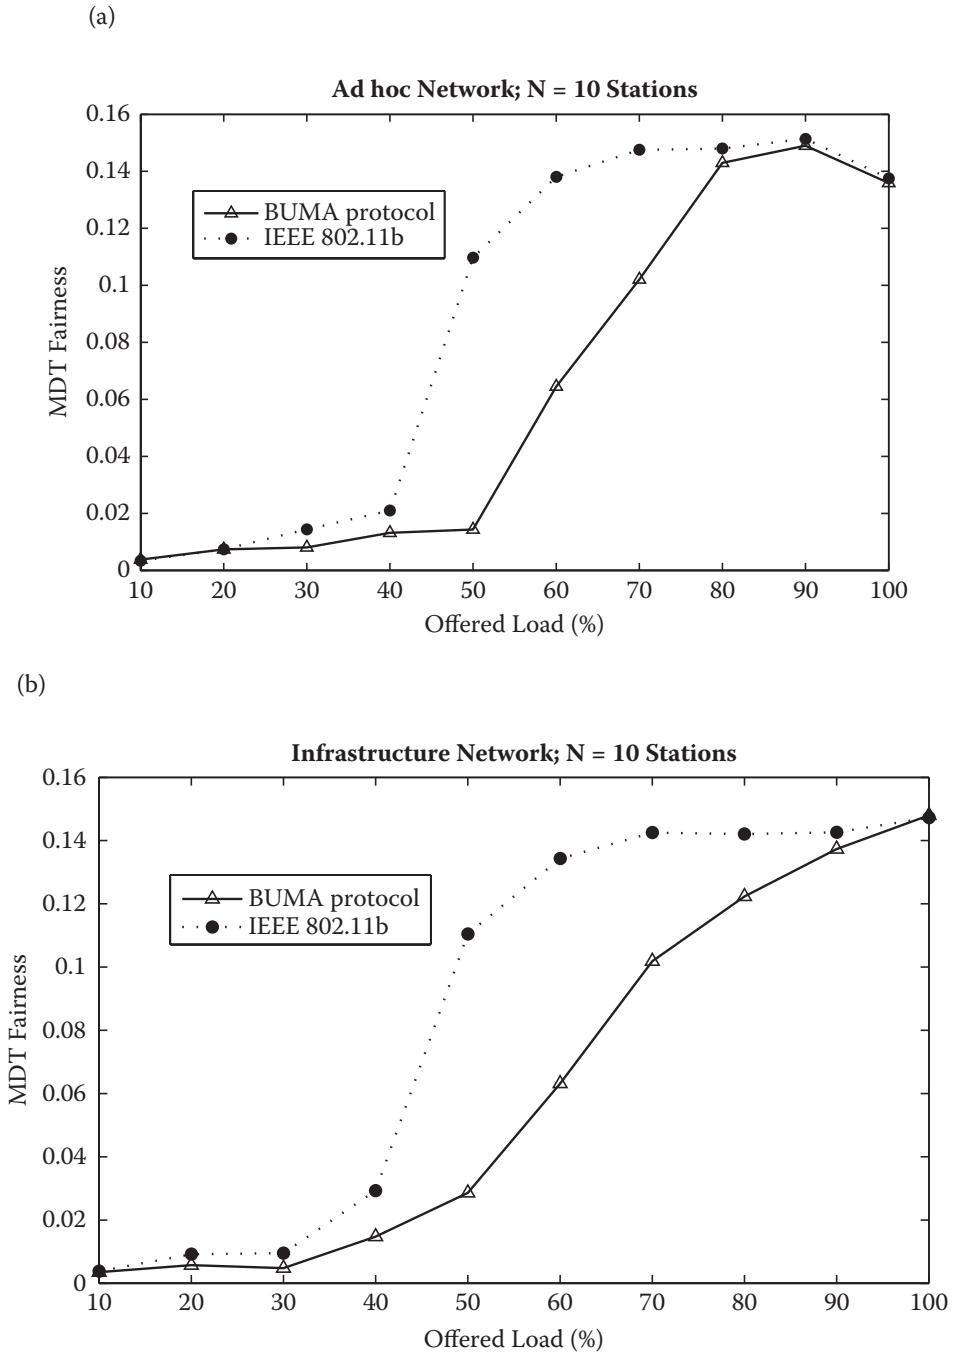 (a)
Ad hoc Network; N = 10 Stations
0.16
0.14
0.12
0.1
0.08
0.06
0.04
0.02
0
MDT Fairness
BUMA protocol
IEEE 802.11b
10 20 30 40 50 60 70 80 90 100
Offered Load (%)
(b)
Infrastructure Network; N = 10 Stations
0.16
0.14
0.12
0.1
0.08
0.06
0.04
0.02
0
MDT Fairness
BUMA protocol
IEEE 802.11b
10 20 30 40 50 60 70 80 90 100
Offered Load (%)